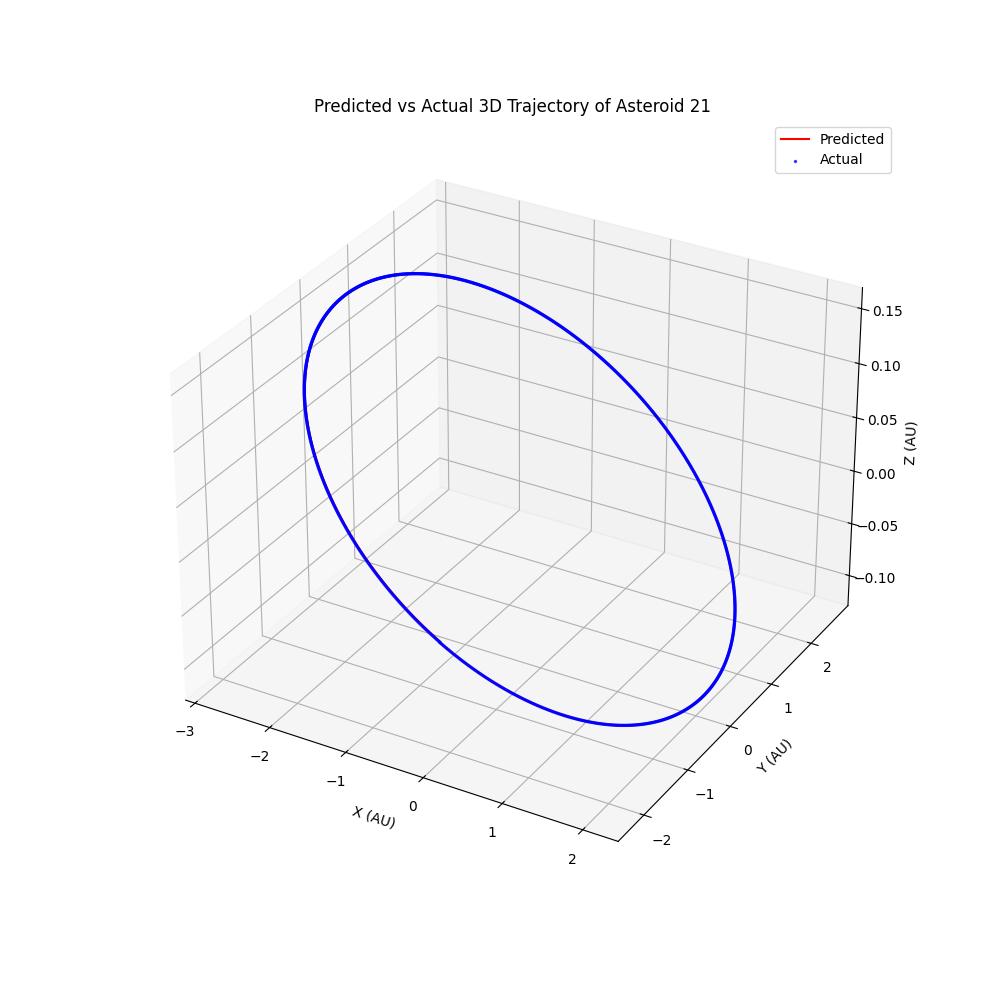 Predicted vs Actual 3D Trajectory of Asteroid 21
Predicted
Actual
0.15
0.10
0.05
0.00
−0.05
−0.10
Z (AU)
−3
−2
−1
0
1
2
X (AU)
−2
−1
0
1
2
Y (AU)